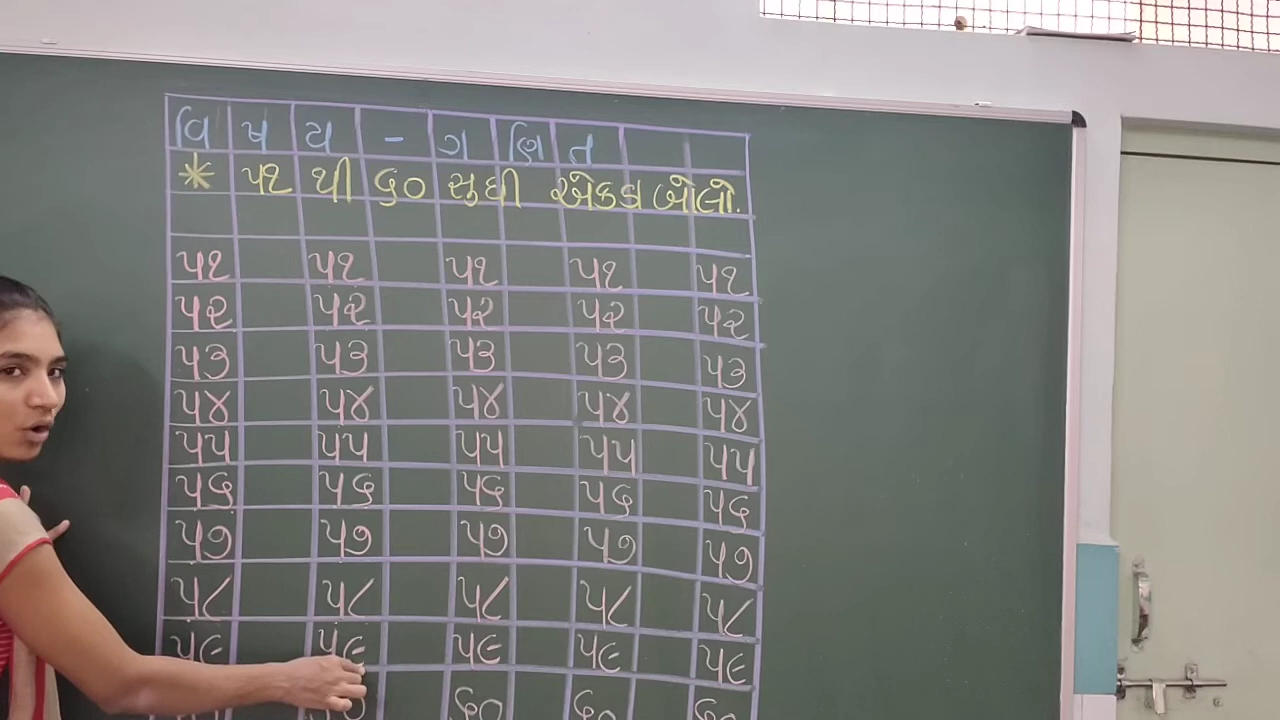 વિષય - ગણિત
* ૫૧ થી ૬૦ સુધી એકડા બોલો.
૫૧ ૫૧ ૫૧ ૫૧ ૫૧
૫૨ ૫૨ ૫૨ ૫૨ ૫૨
૫૩ ૫૩ ૫૩ ૫૩ ૫૩
૫૪ ૫૪ ૫૪ ૫૪ ૫૪
૫૫ ૫૫ ૫૫ ૫૫ ૫૫
૫૬ ૫૬ ૫૬ ૫૬ ૫૬
૫૭ ૫૭ ૫૭ ૫૭ ૫૭
૫૮ ૫૮ ૫૮ ૫૮ ૫૮
૫૯ ૫૯ ૫૯ ૫૯ ૫૯
૬૦ ૬૦ ૬૦